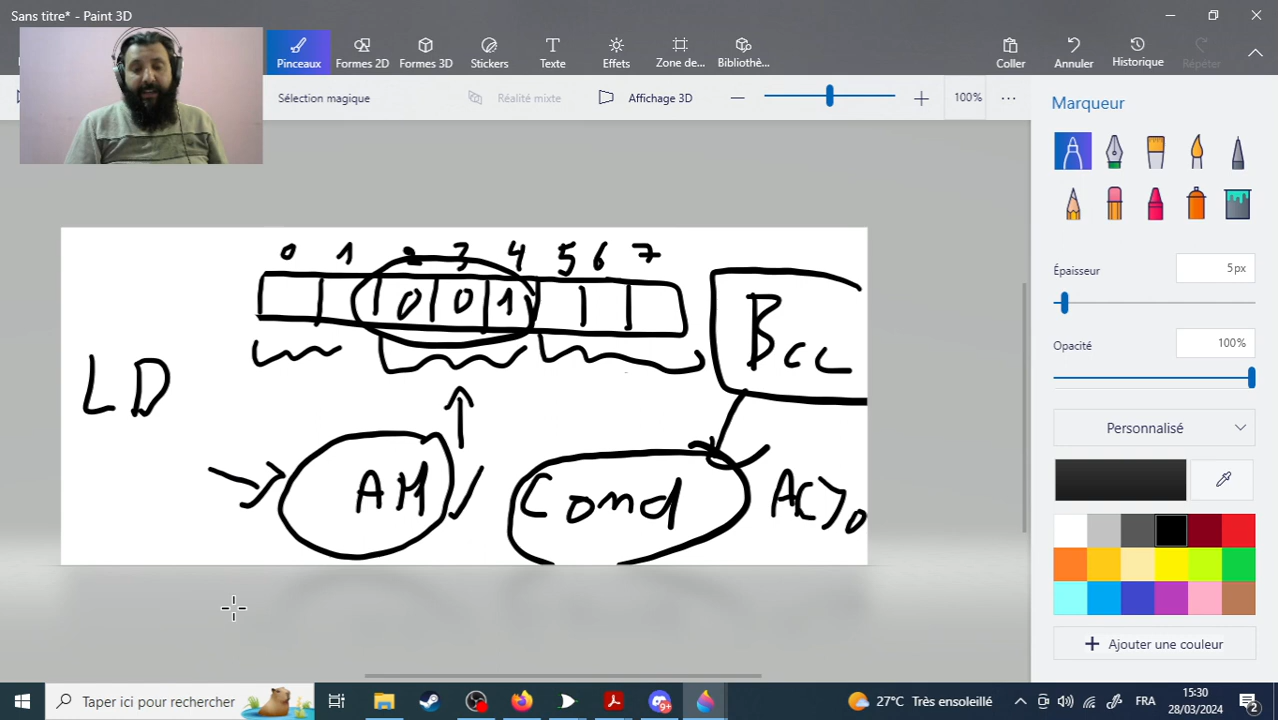 Sans titre* - Paint 3D
Pinceaux
Formes 2D
Formes 3D
Stickers
Texte
Effets
Zone de...
Bibliothè...
Coller
Annuler
Historique
Répéter
Sélection magique
Réalité mixte
Affichage 3D
100%
Marqueur
Épaisseur
5px
Opacité
100%
Personnalisé
Ajouter une couleur
0 1 2 3 4 5 6 7
0 0 1
Bcc
LD
AM / Cond AC>0
Taper ici pour rechercher
9+
27°C Très ensoleillé
FRA
15:30
28/03/2024
2